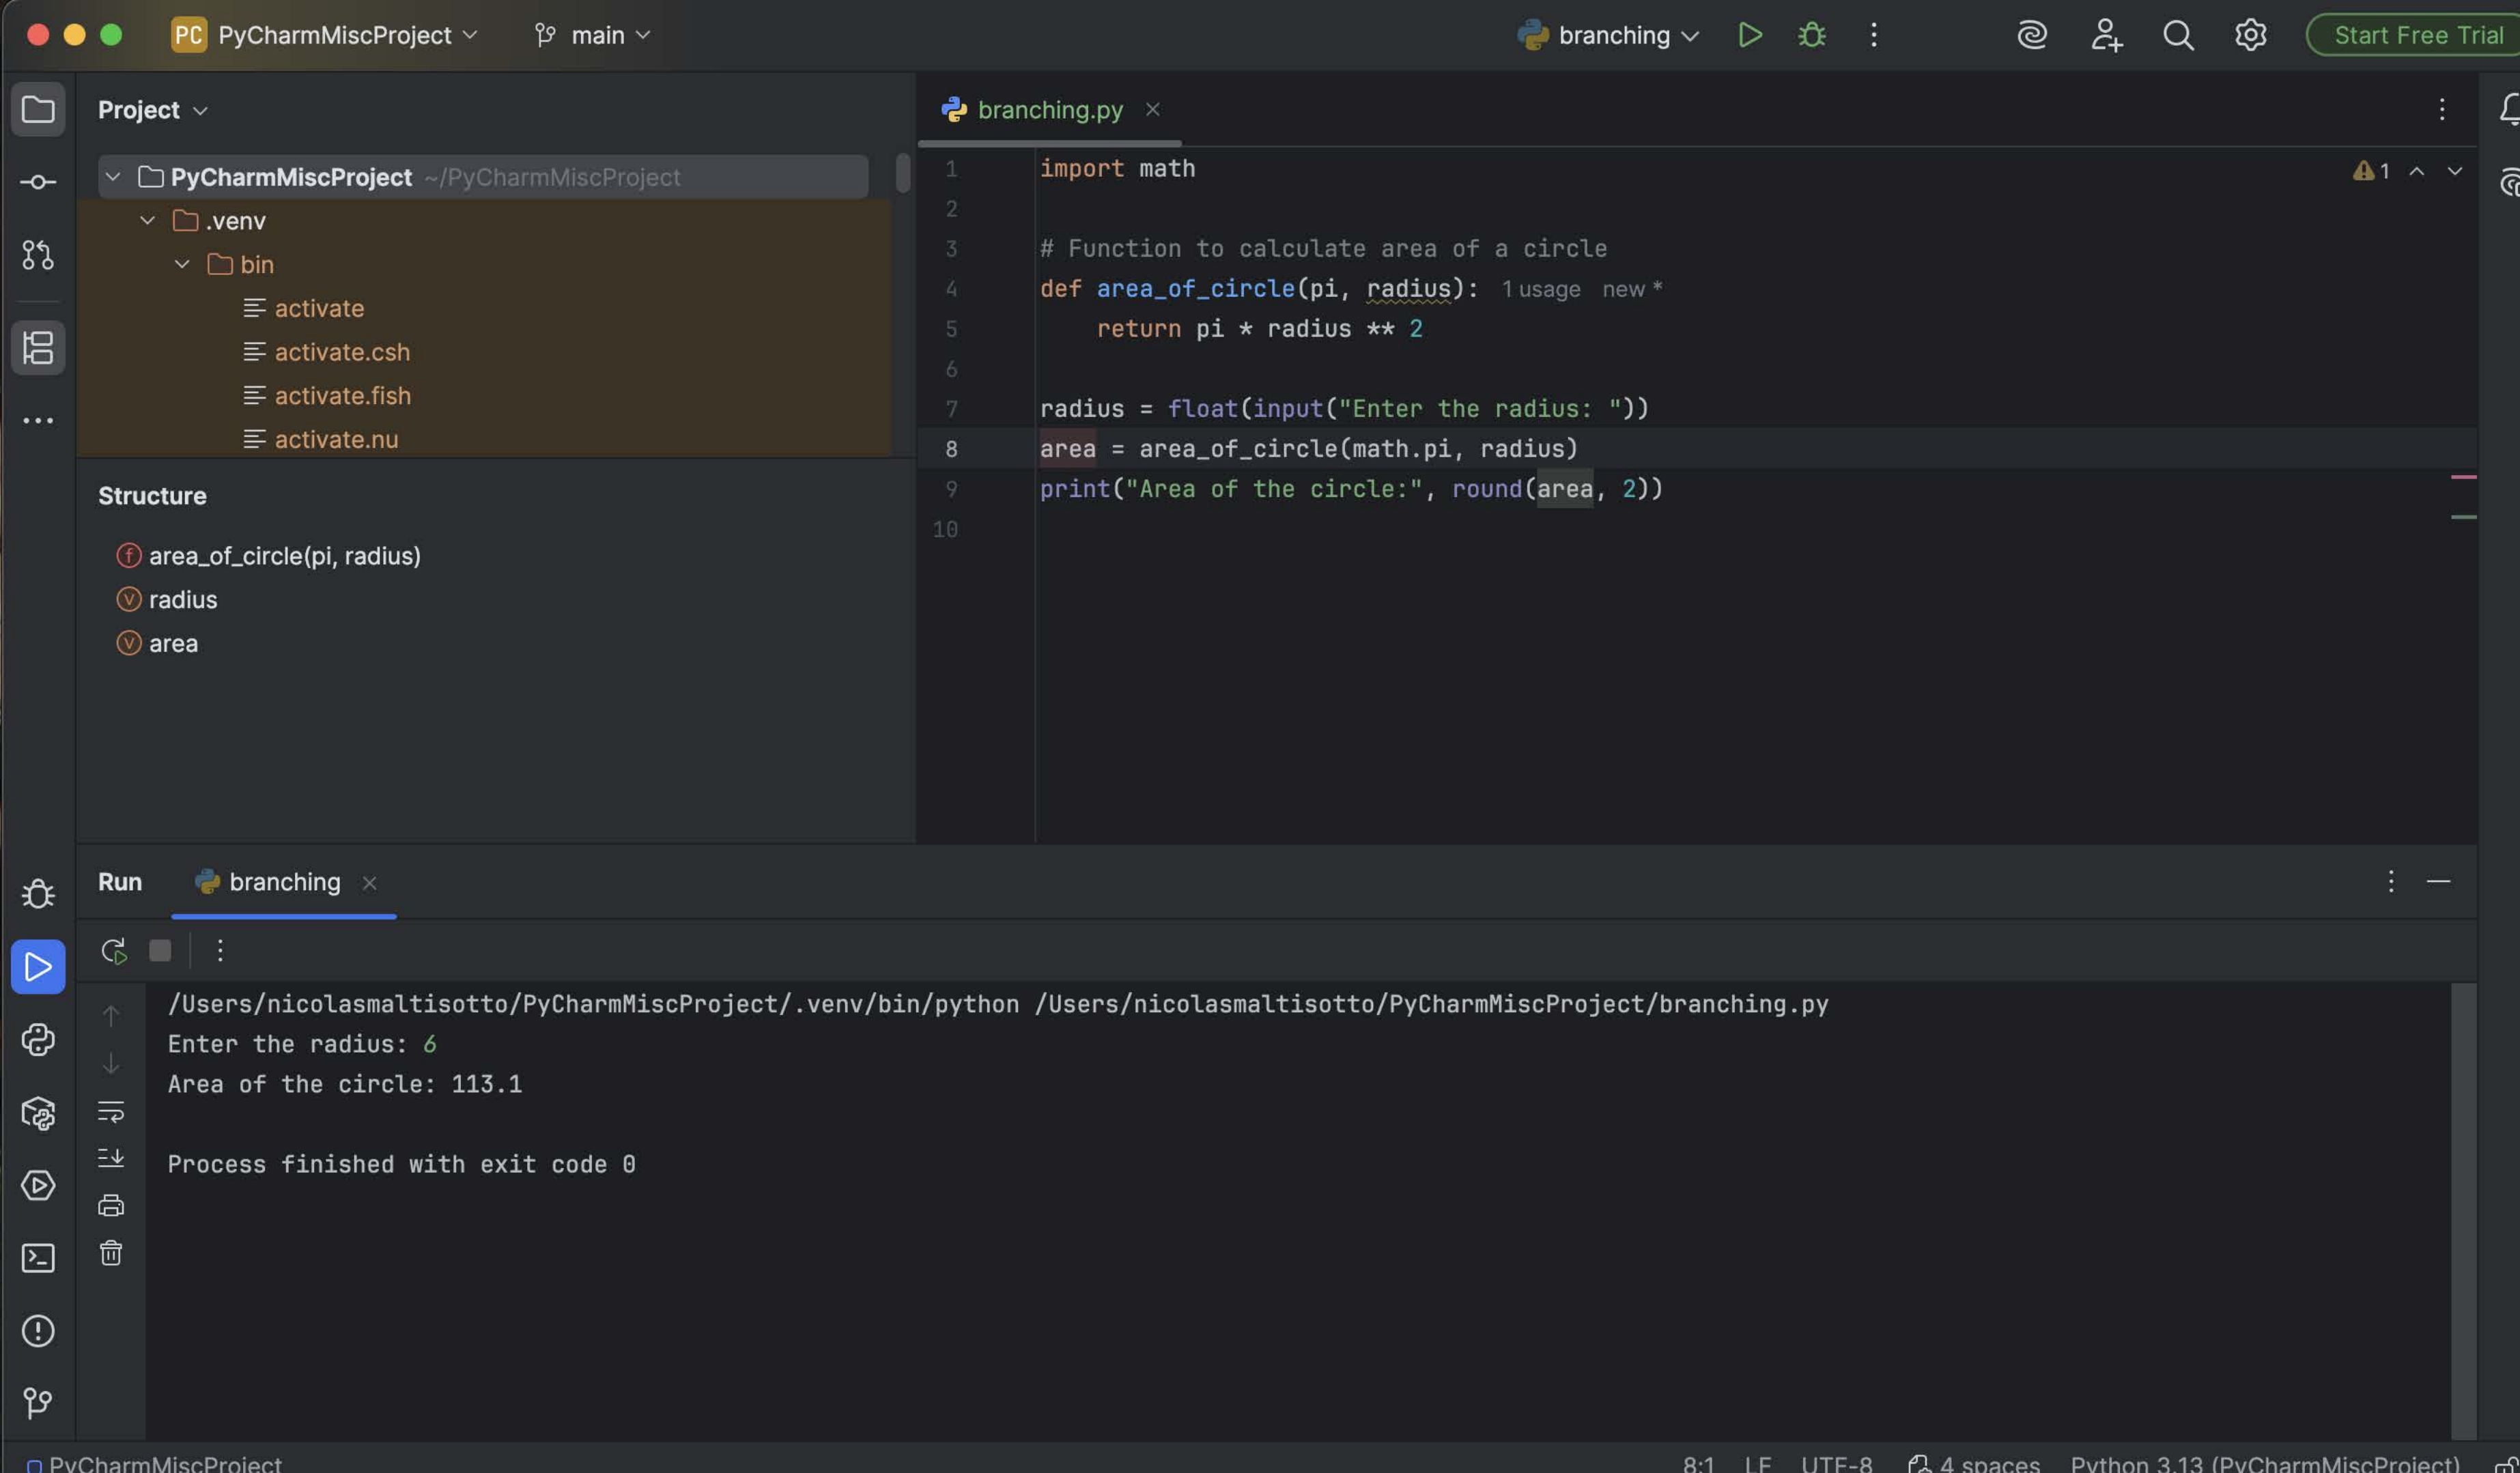 PC PyCharmMiscProject main branching Start Free Trial
Project
PyCharmMiscProject ~/PyCharmMiscProject
.venv
bin
activate
activate.csh
activate.fish
activate.nu
Structure
area_of_circle(pi, radius)
radius
area
branching.py
1 import math
2
3 # Function to calculate area of a circle
4 def area_of_circle(pi, radius): 1 usage new *
5 return pi * radius ** 2
6
7 radius = float(input("Enter the radius: "))
8 area = area_of_circle(math.pi, radius)
9 print("Area of the circle:", round(area, 2))
10
1
Run branching
/Users/nicolasmaltisotto/PyCharmMiscProject/.venv/bin/python /Users/nicolasmaltisotto/PyCharmMiscProject/branching.py
Enter the radius: 6
Area of the circle: 113.1
Process finished with exit code 0
PyCharmMiscProject 8:1 LF UTF-8 4 spaces Python 3.13 (PyCharmMiscProject)